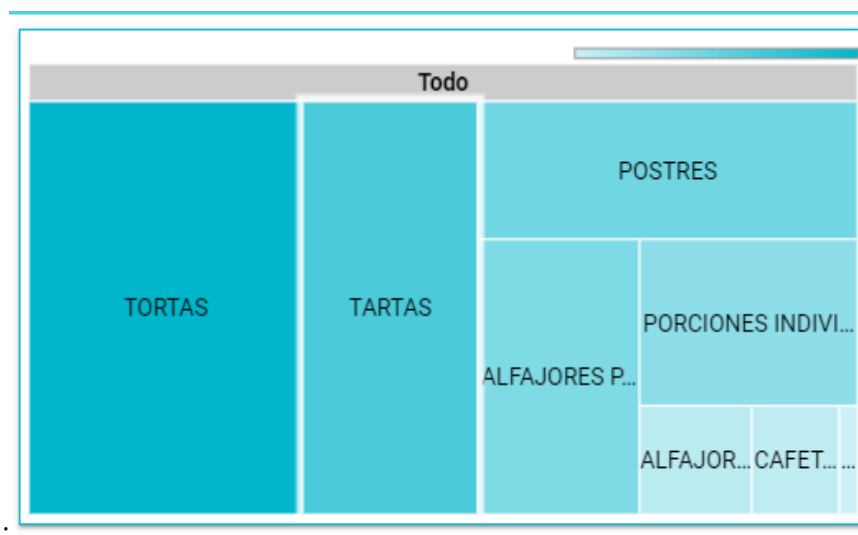 Todo
TORTAS
TARTAS
POSTRES
ALFAJORES P...
PORCIONES INDIVI...
ALFAJOR...
CAFET...
...
.